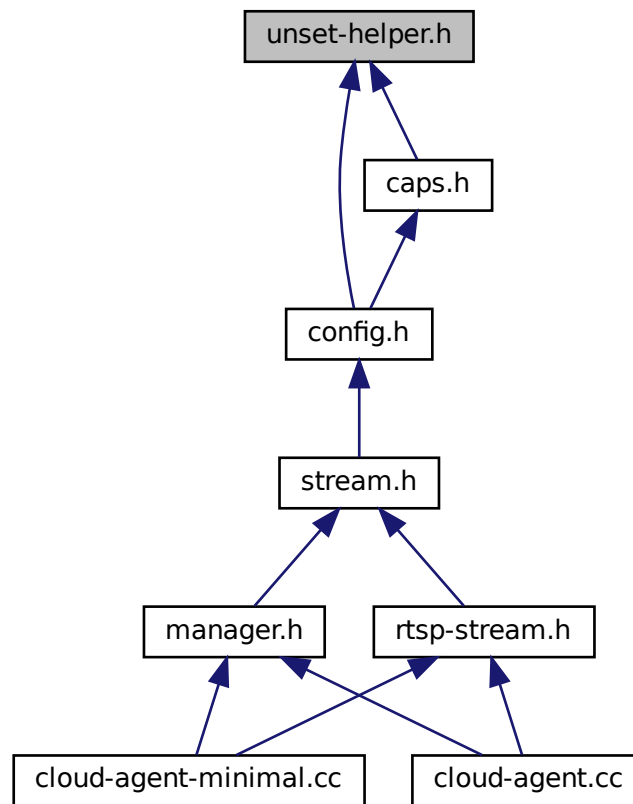 unset-helper.h
caps.h
config.h
stream.h
manager.h
rtsp-stream.h
cloud-agent-minimal.cc
cloud-agent.cc